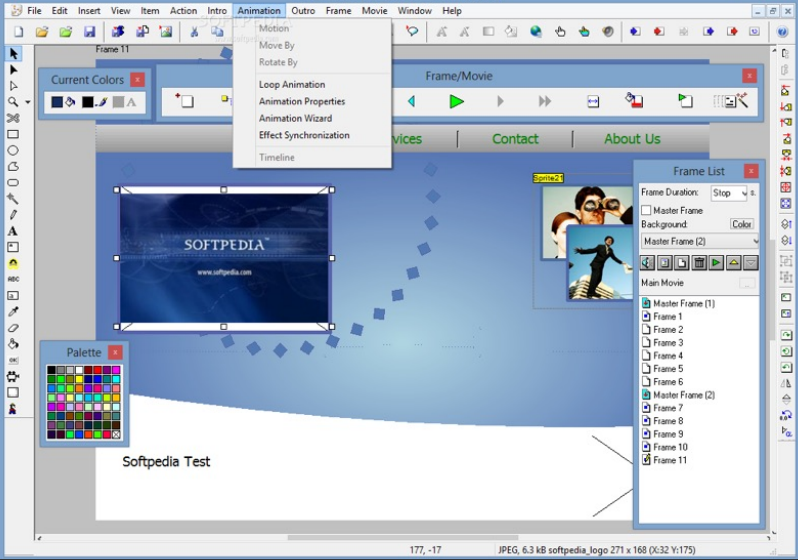 File Edit Insert View Item Action Intro Animation Outro Frame Movie Window Help
SOFTPEDIA
Frame 11
Motion
Move By
Rotate By
Loop Animation
Animation Properties
Animation Wizard
Effect Synchronization
Timeline
Current Colors
Frame/Movie
vices Contact About Us
Sprite21
SOFTPEDIA™
www.softpedia.com
Frame List
Frame Duration: Stop s.
Master Frame
Background: Color
Master Frame (2)
Main Movie
Master Frame (1)
Frame 1
Frame 2
Frame 3
Frame 4
Frame 5
Frame 6
Master Frame (2)
Frame 7
Frame 8
Frame 9
Frame 10
Frame 11
ABC
Palette
Softpedia Test
177, -17
JPEG, 6.3 kB softpedia_logo 271 x 168 (X:32 Y:175)